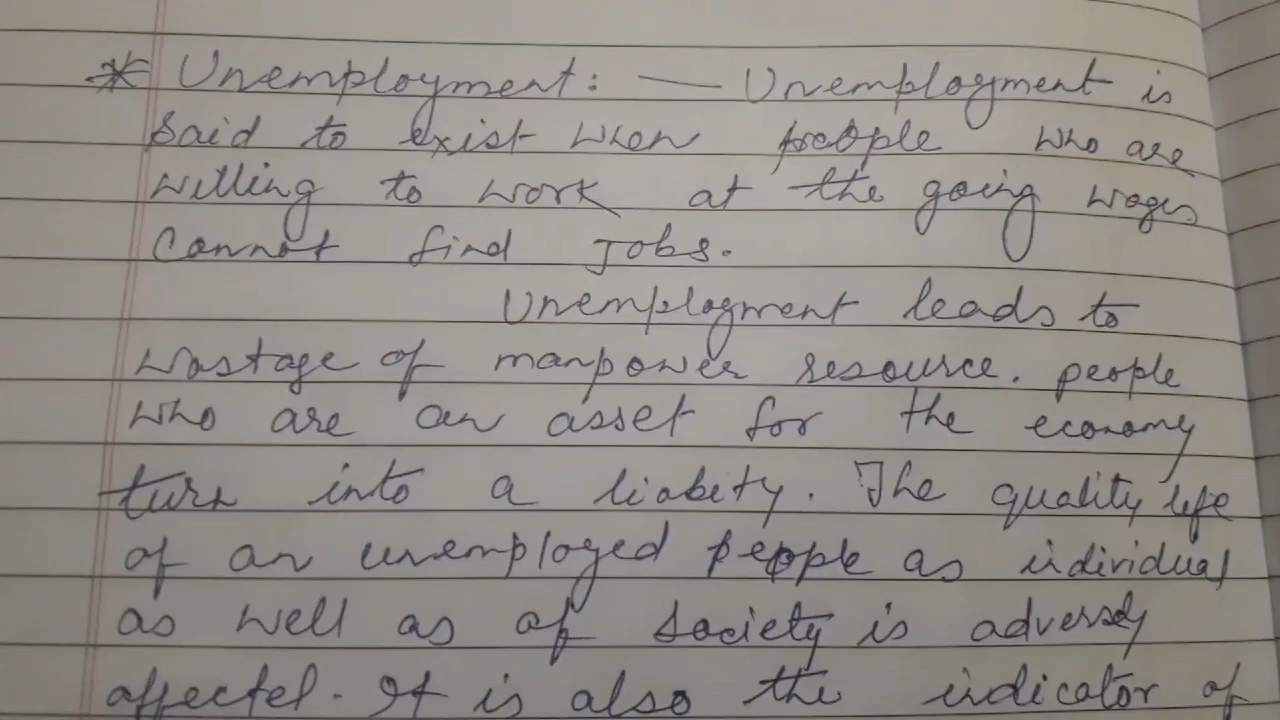 * Unemployment: — Unemployment is
said to exist when people who are
willing to work at the going wages
cannot find Jobs.
Unemployment leads to
wastage of manpower resource. people
who are an asset for the economy
turn into a liabety. The quality life
of an unemployed people as individual
as well as of society is adversly
affected. It is also the indicator of